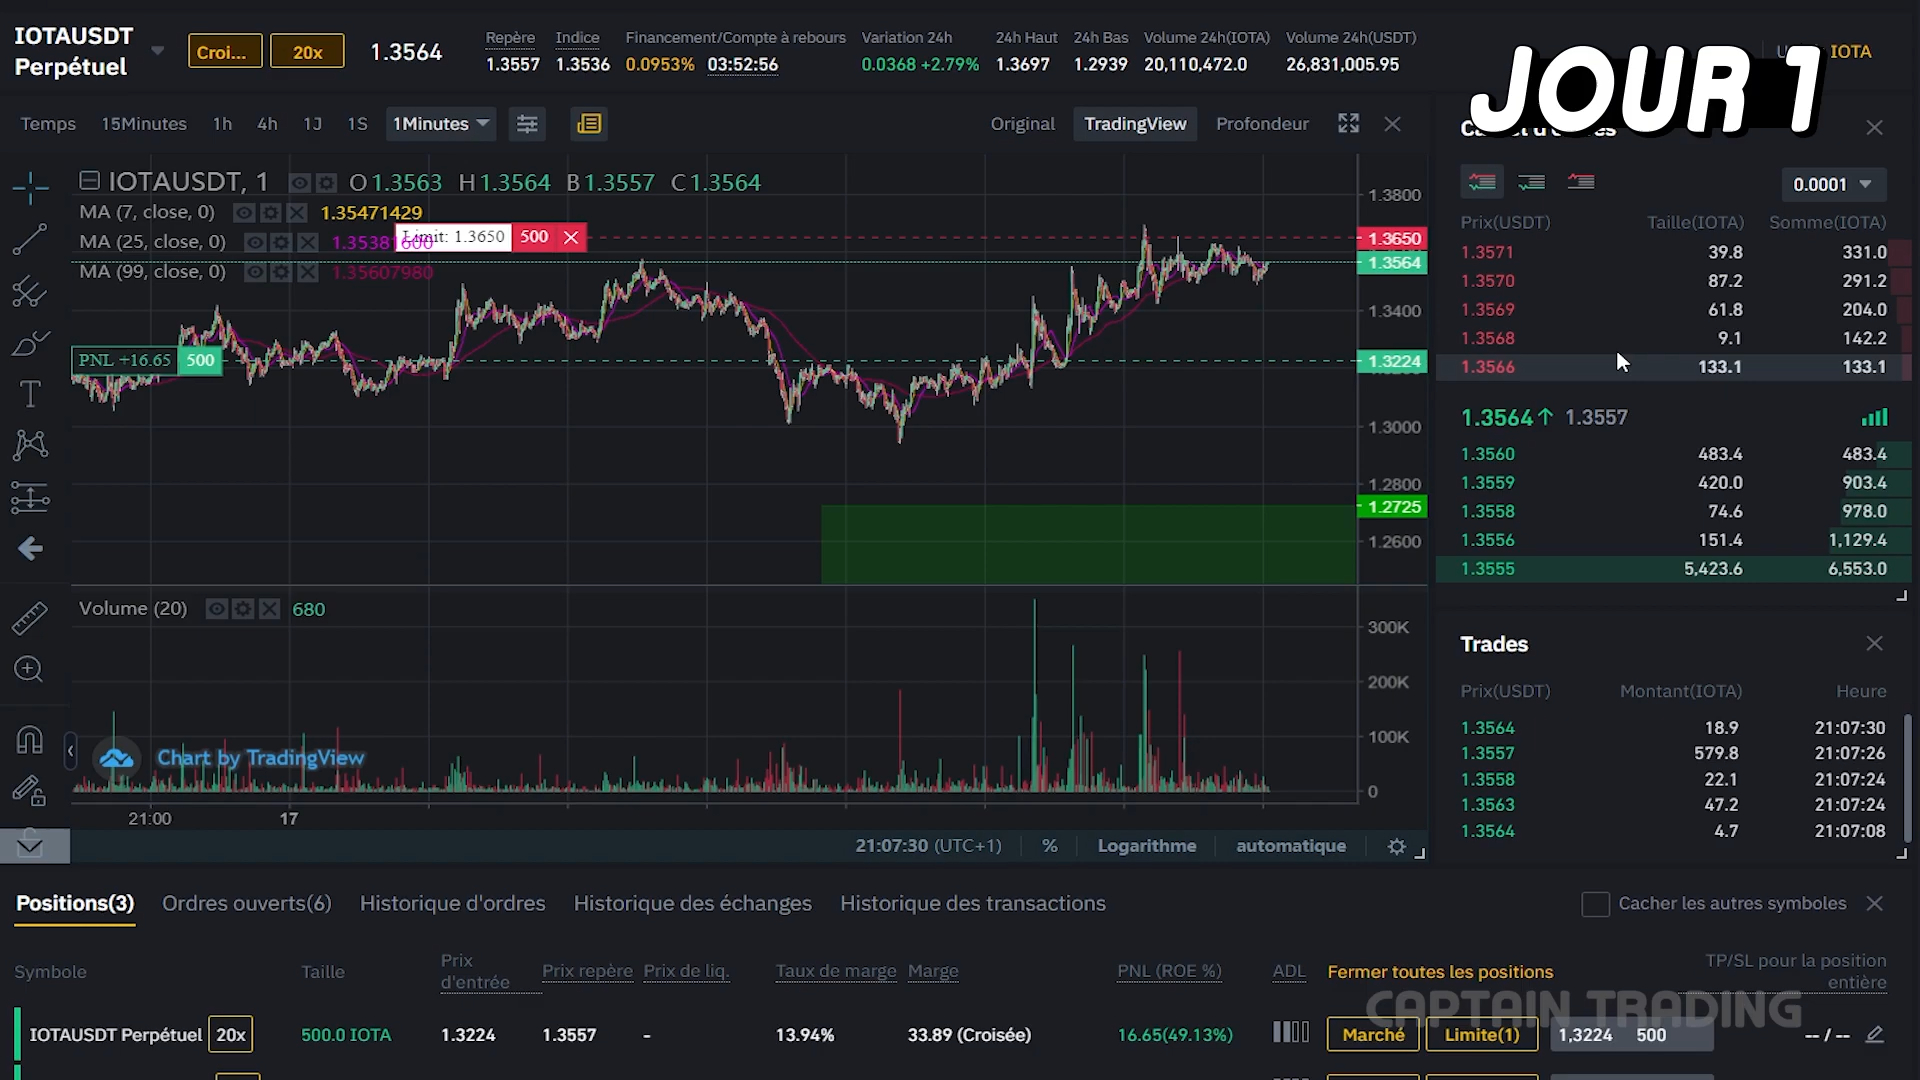 IOTAUSDT
Perpétuel
Croi...
20x
1.3564
Repère
1.3557
Indice
1.3536
Financement/Compte à rebours
0.0953% 03:52:56
Variation 24h
0.0368 +2.79%
24h Haut
1.3697
24h Bas
1.2939
Volume 24h(IOTA)
20,110,472.0
Volume 24h(USDT)
26,831,005.95
IOTA
JOUR 1
Temps 15Minutes 1h 4h 1J 1S 1Minutes
Original TradingView Profondeur
IOTAUSDT, 1 O1.3563 H1.3564 B1.3557 C1.3564
MA (7, close, 0) 1.35471429
MA (25, close, 0) 1.35381600
Limit: 1.3650 500
MA (99, close, 0) 1.35607980
PNL +16.65 500
1.3800
1.3650
1.3564
1.3400
1.3224
1.3000
1.2800
1.2725
1.2600
Volume (20) 680
300K
200K
100K
0
Chart by TradingView
21:00 17
21:07:30 (UTC+1) % Logarithme automatique
0.0001
Prix(USDT) Taille(IOTA) Somme(IOTA)
1.3571 39.8 331.0
1.3570 87.2 291.2
1.3569 61.8 204.0
1.3568 9.1 142.2
1.3566 133.1 133.1
1.3564↑ 1.3557
1.3560 483.4 483.4
1.3559 420.0 903.4
1.3558 74.6 978.0
1.3556 151.4 1,129.4
1.3555 5,423.6 6,553.0
Trades
Prix(USDT) Montant(IOTA) Heure
1.3564 18.9 21:07:30
1.3557 579.8 21:07:26
1.3558 22.1 21:07:24
1.3563 47.2 21:07:24
1.3564 4.7 21:07:08
Positions(3) Ordres ouverts(6) Historique d'ordres Historique des échanges Historique des transactions
Cacher les autres symboles
Symbole Taille Prix d'entrée Prix repère Prix de liq. Taux de marge Marge PNL (ROE %) ADL Fermer toutes les positions TP/SL pour la position entière
CAPTAIN TRADING
IOTAUSDT Perpétuel 20x 500.0 IOTA 1.3224 1.3557 - 13.94% 33.89 (Croisée) 16.65(49.13%) Marché Limite(1) 1,3224 500 -- / --